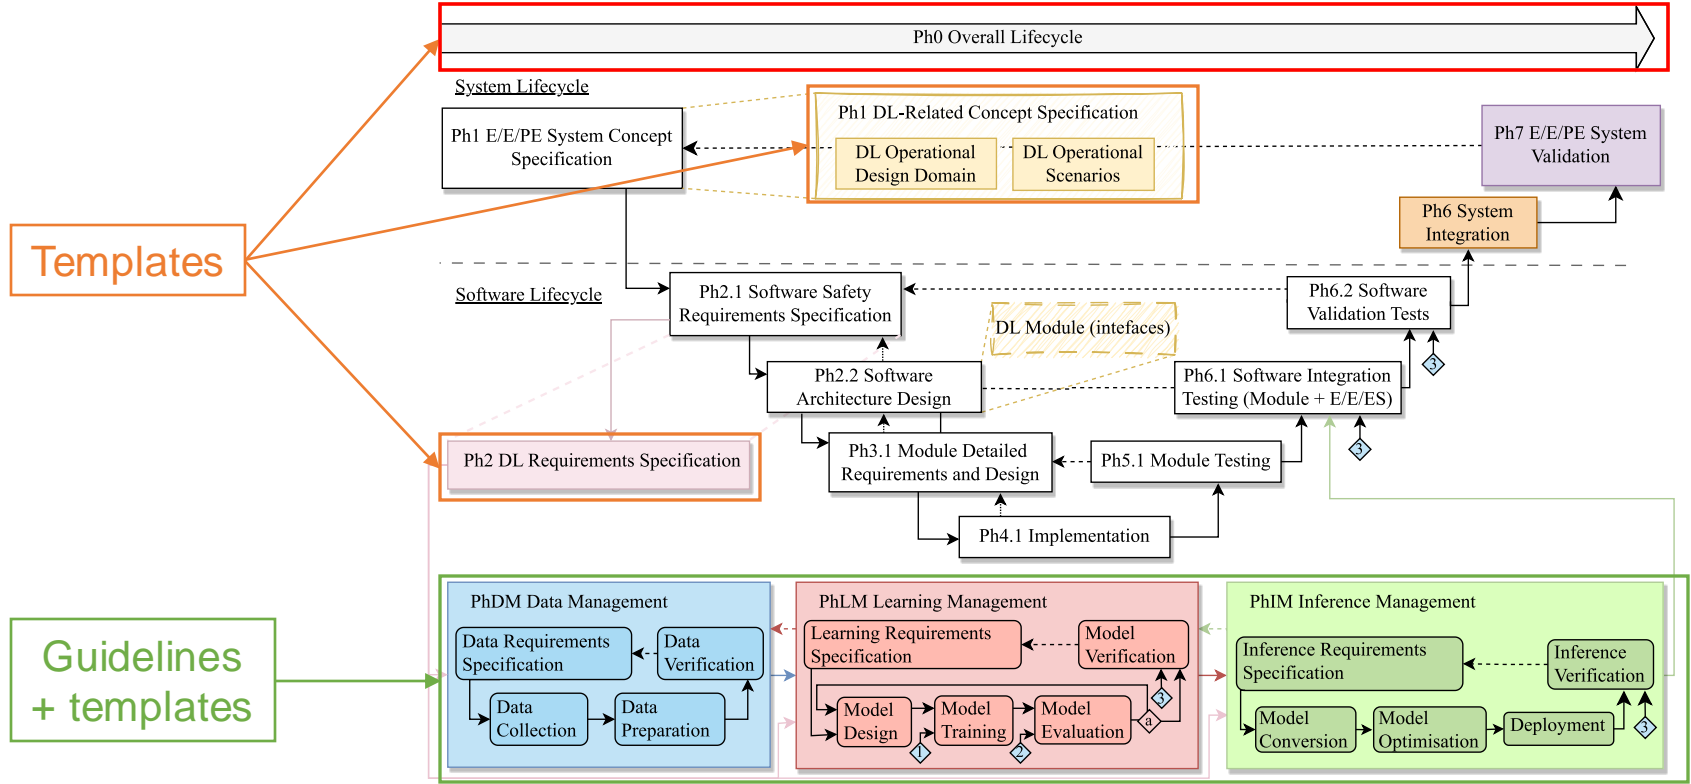 Ph0 Overall Lifecycle
System Lifecycle
Ph1 E/E/PE System Concept
Specification
Ph1 DL-Related Concept Specification
DL Operational
Design Domain
DL Operational
Scenarios
Ph7 E/E/PE System
Validation
Ph6 System
Integration
Templates
Software Lifecycle
Ph2.1 Software Safety
Requirements Specification
DL Module (intefaces)
Ph6.2 Software
Validation Tests
3
Ph2.2 Software
Architecture Design
Ph6.1 Software Integration
Testing (Module + E/E/ES)
3
Ph2 DL Requirements Specification
Ph3.1 Module Detailed
Requirements and Design
Ph5.1 Module Testing
Ph4.1 Implementation
Guidelines
+ templates
PhDM Data Management
Data Requirements
Specification
Data
Verification
Data
Collection
Data
Preparation
PhLM Learning Management
Learning Requirements
Specification
Model
Verification
3
Model
Design
Model
Training
Model
Evaluation
a
1
2
PhIM Inference Management
Inference Requirements
Specification
Inference
Verification
Model
Conversion
Model
Optimisation
Deployment
3